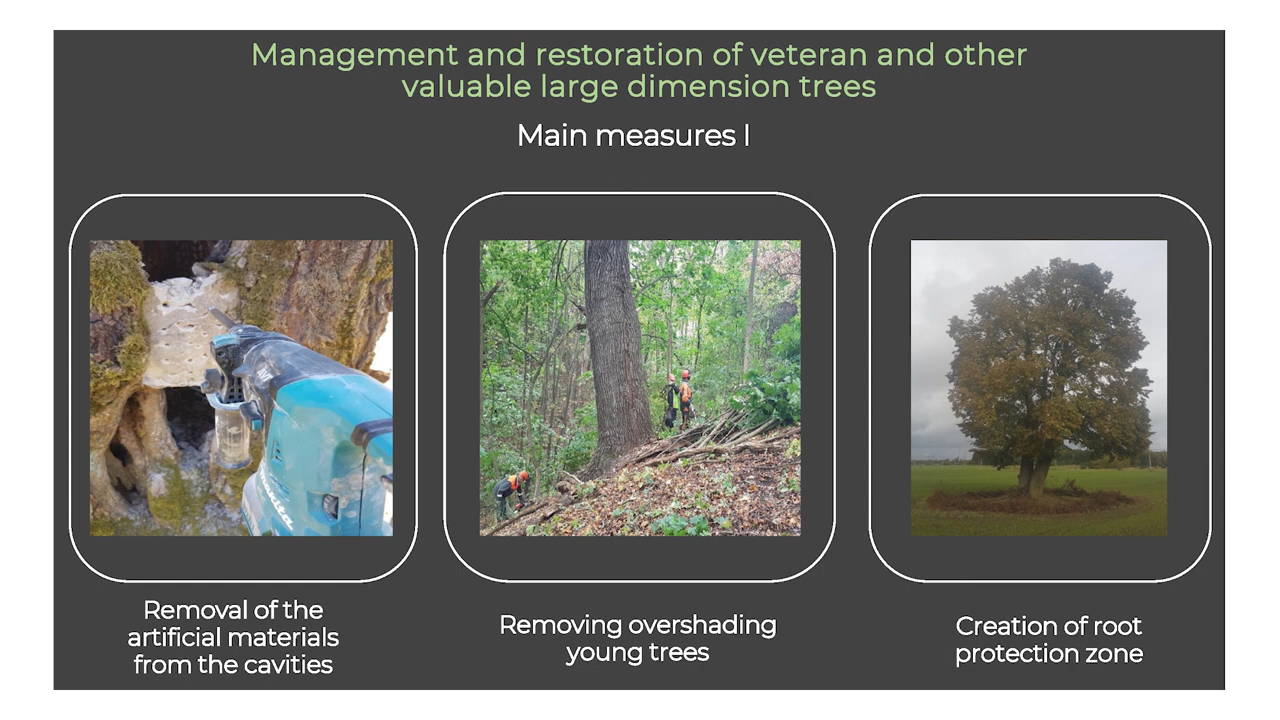 Management and restoration of veteran and other
valuable large dimension trees
Main measures I
makita
Removal of the
artificial materials
from the cavities
Removing overshading
young trees
Creation of root
protection zone